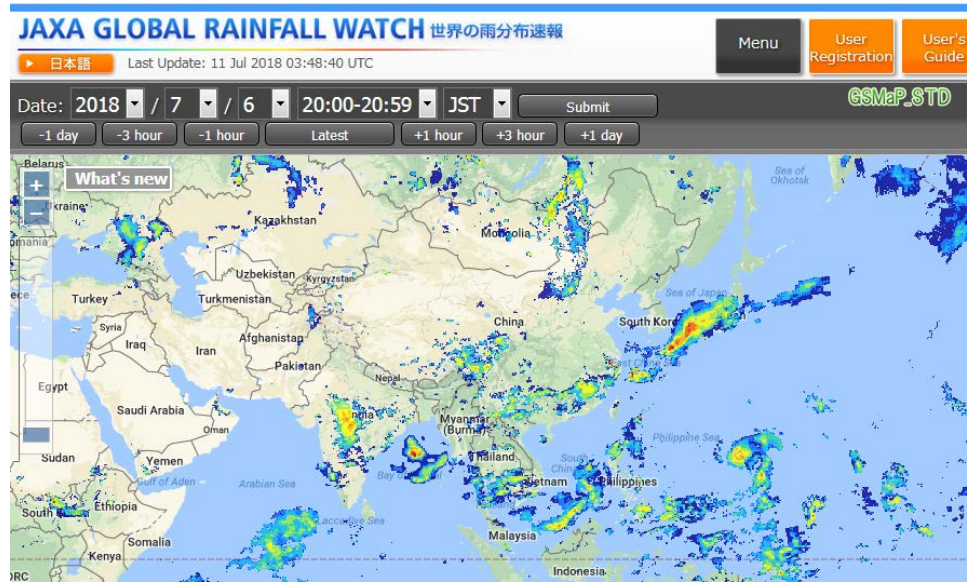 JAXA GLOBAL RAINFALL WATCH 世界の雨分布速報
Menu
User Registration
User's Guide
日本語 Last Update: 11 Jul 2018 03:48:40 UTC
Date: 2018 / 7 / 6 20:00-20:59 JST Submit
GSMaP_STD
-1 day -3 hour -1 hour Latest +1 hour +3 hour +1 day
Belarus
What's new
+
−
Sea of
Okhotsk
Kazakhstan
Mongolia
Uzbekistan
Kyrgyzstan
Turkey
Turkmenistan
Sea of Japan
Syria
China
Iraq
Iran
Afghanistan
Pakistan
Nepal
Egypt
Saudi Arabia
Oman
India
Myanmar
(Burma)
Philippine Sea
Sudan
Yemen
Thailand
Gulf of Aden
Arabian Sea
South
Vietnam
Philippines
Ethiopia
South
Laccadive Sea
Somalia
Malaysia
Kenya
Indonesia
DRC